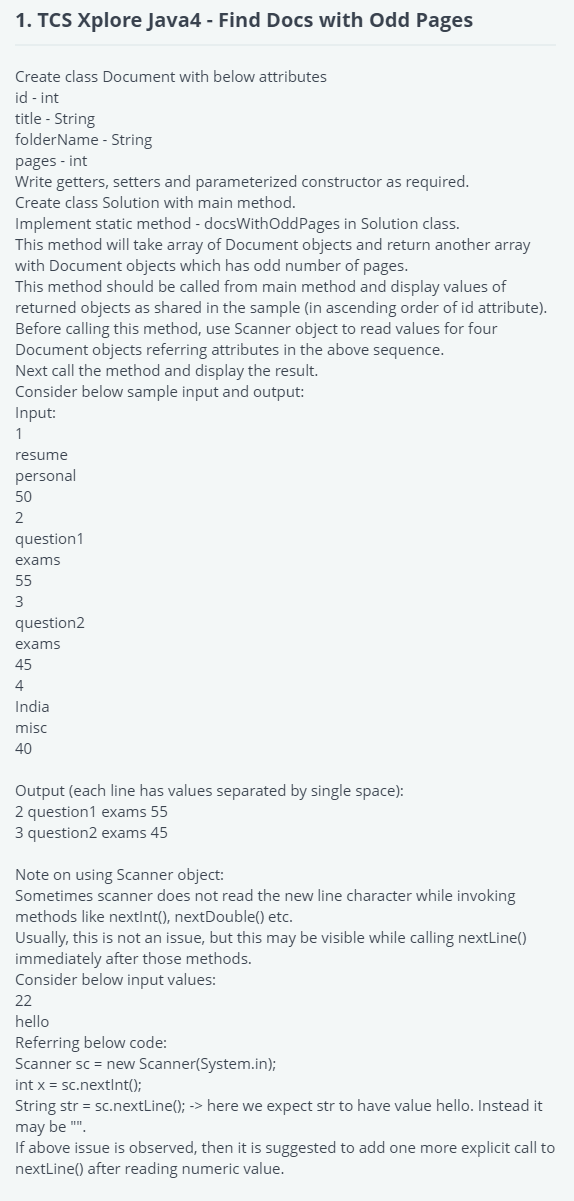 1. TCS Xplore Java4 - Find Docs with Odd Pages
Create class Document with below attributes
id - int
title - String
folderName - String
pages - int
Write getters, setters and parameterized constructor as required.
Create class Solution with main method.
Implement static method - docsWithOddPages in Solution class.
This method will take array of Document objects and return another array
with Document objects which has odd number of pages.
This method should be called from main method and display values of
returned objects as shared in the sample (in ascending order of id attribute).
Before calling this method, use Scanner object to read values for four
Document objects referring attributes in the above sequence.
Next call the method and display the result.
Consider below sample input and output:
Input:
1
resume
personal
50
2
question1
exams
55
3
question2
exams
45
4
India
misc
40
Output (each line has values separated by single space):
2 question1 exams 55
3 question2 exams 45
Note on using Scanner object:
Sometimes scanner does not read the new line character while invoking
methods like nextInt(), nextDouble() etc.
Usually, this is not an issue, but this may be visible while calling nextLine()
immediately after those methods.
Consider below input values:
22
hello
Referring below code:
Scanner sc = new Scanner(System.in);
int x = sc.nextInt();
String str = sc.nextLine(); -> here we expect str to have value hello. Instead it
may be "".
If above issue is observed, then it is suggested to add one more explicit call to
nextLine() after reading numeric value.